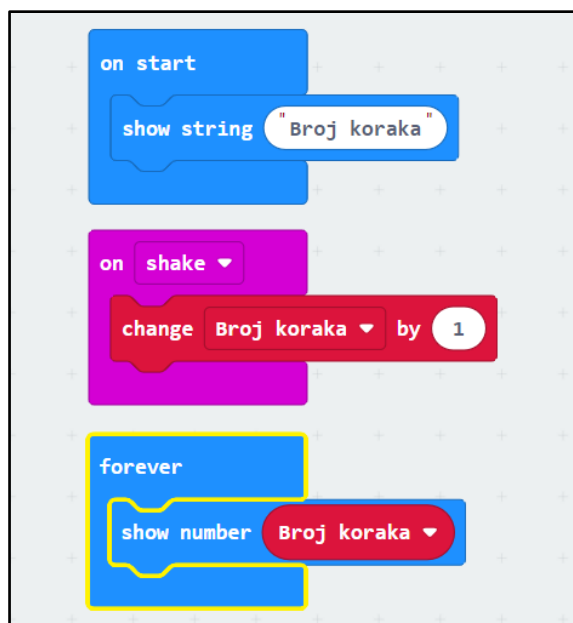 on start
show string "Broj koraka"
on shake
change Broj koraka by 1
forever
show number Broj koraka